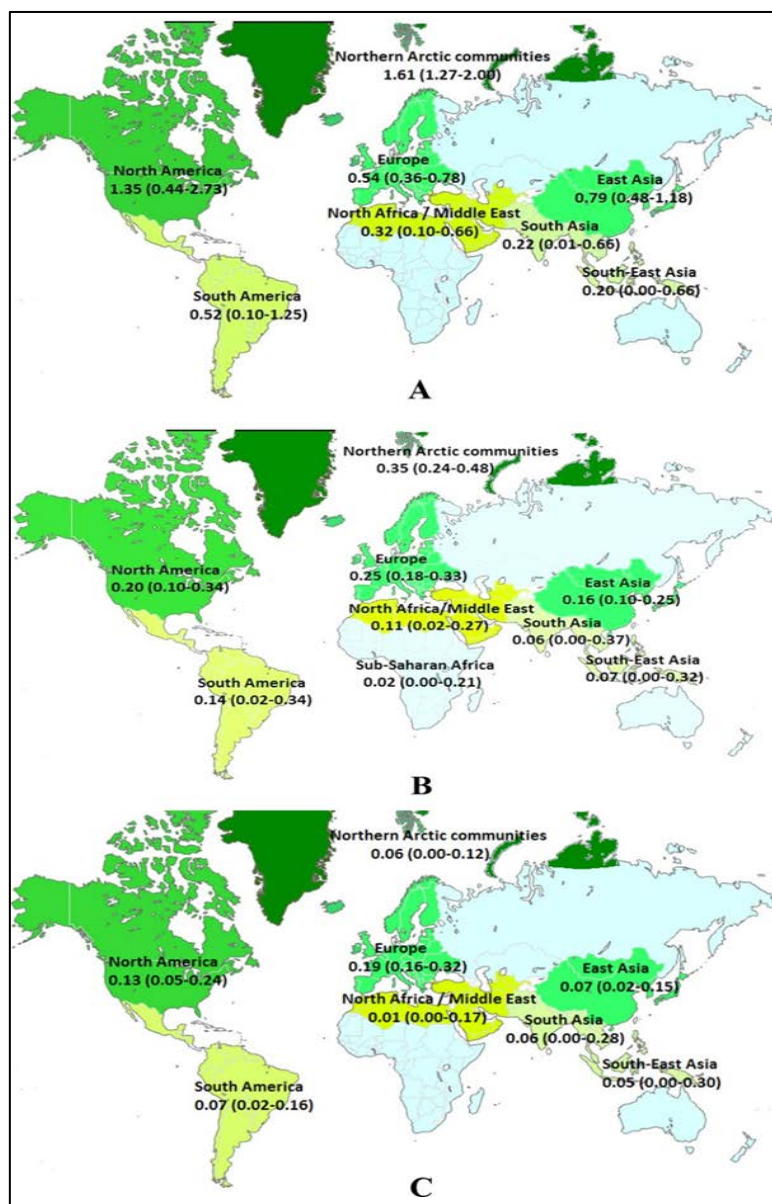 Northern Arctic communities
1.61 (1.27-2.00)
North America
1.35 (0.44-2.73)
Europe
0.54 (0.36-0.78)
East Asia
0.79 (0.48-1.18)
North Africa / Middle East
0.32 (0.10-0.66)
South Asia
0.22 (0.01-0.66)
South-East Asia
0.20 (0.00-0.66)
South America
0.52 (0.10-1.25)
A
Northern Arctic communities
0.35 (0.24-0.48)
North America
0.20 (0.10-0.34)
Europe
0.25 (0.18-0.33)
East Asia
0.16 (0.10-0.25)
North Africa/Middle East
0.11 (0.02-0.27)
South Asia
0.06 (0.00-0.37)
Sub-Saharan Africa
0.02 (0.00-0.21)
South-East Asia
0.07 (0.00-0.32)
South America
0.14 (0.02-0.34)
B
Northern Arctic communities
0.06 (0.00-0.12)
North America
0.13 (0.05-0.24)
Europe
0.19 (0.16-0.32)
East Asia
0.07 (0.02-0.15)
North Africa / Middle East
0.01 (0.00-0.17)
South Asia
0.06 (0.00-0.28)
South-East Asia
0.05 (0.00-0.30)
South America
0.07 (0.02-0.16)
C